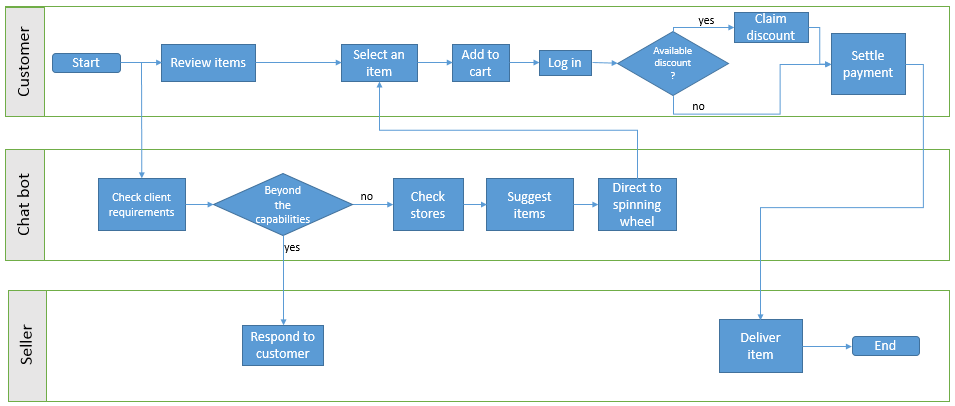 Customer
Start
Review items
Select an
item
Add to
cart
Log in
Available
discount
?
yes
no
Claim
discount
Settle
payment
Chat bot
Check client
requirements
Beyond
the
capabilities
no
yes
Check
stores
Suggest
items
Direct to
spinning
wheel
Seller
Respond to
customer
Deliver
item
End